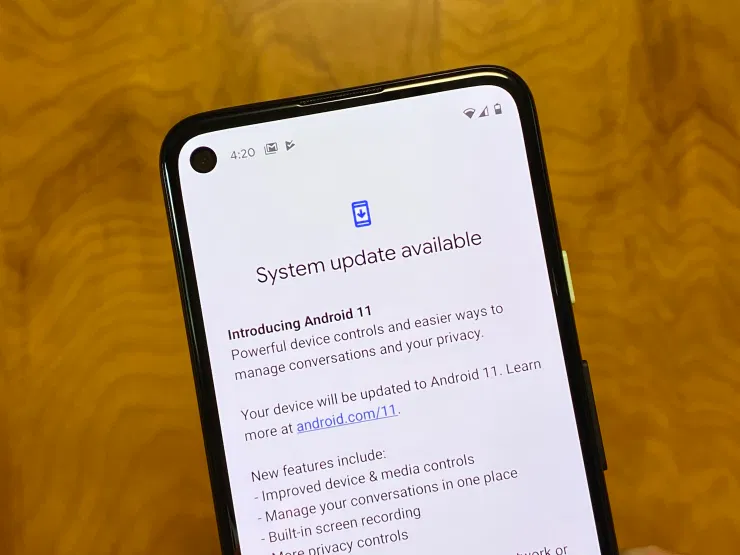 4:20
System update available
Introducing Android 11
Powerful device controls and easier ways to
manage conversations and your privacy.
Your device will be updated to Android 11. Learn
more at android.com/11.
New features include:
- Improved device & media controls
- Manage your conversations in one place
- Built-in screen recording
- More privacy controls
or